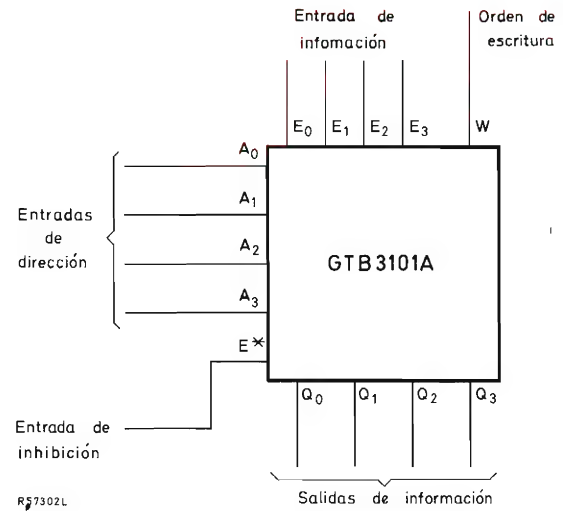 Entrada de
infomación
Orden de
escritura
E0 E1 E2 E3 W
A0
A1
A2
A3
Entradas
de
dirección
GTB3101A
E*
Q0 Q1 Q2 Q3
Entrada de
inhibición
Salidas de información
R57302L